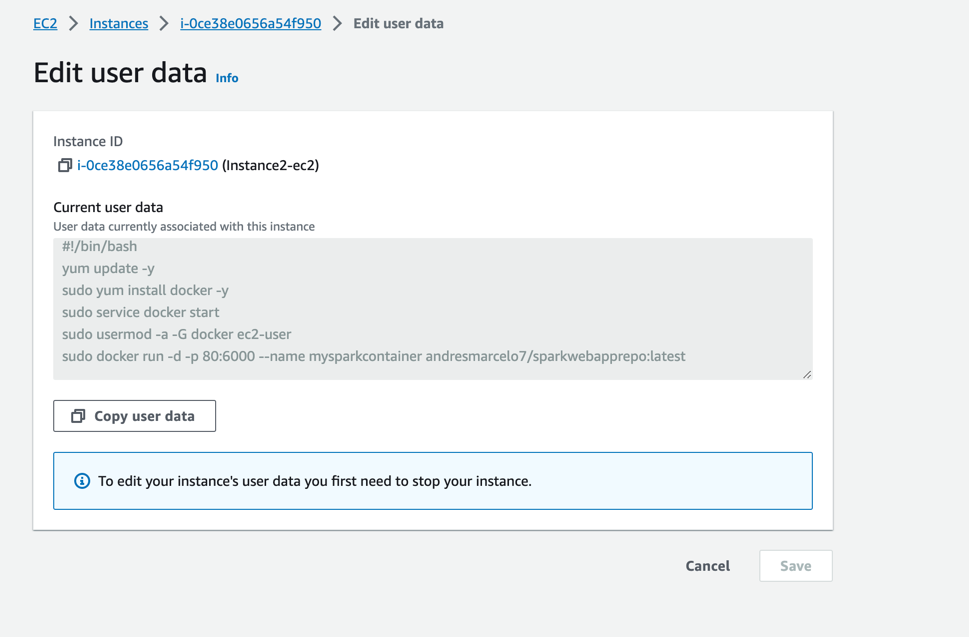 EC2 > Instances > i-0ce38e0656a54f950 > Edit user data
Edit user data Info
Instance ID
i-0ce38e0656a54f950 (Instance2-ec2)
Current user data
User data currently associated with this instance
#!/bin/bash
yum update -y
sudo yum install docker -y
sudo service docker start
sudo usermod -a -G docker ec2-user
sudo docker run -d -p 80:6000 --name mysparkcontainer andresmarcelo7/sparkwebapprepo:latest
Copy user data
To edit your instance's user data you first need to stop your instance.
Cancel Save